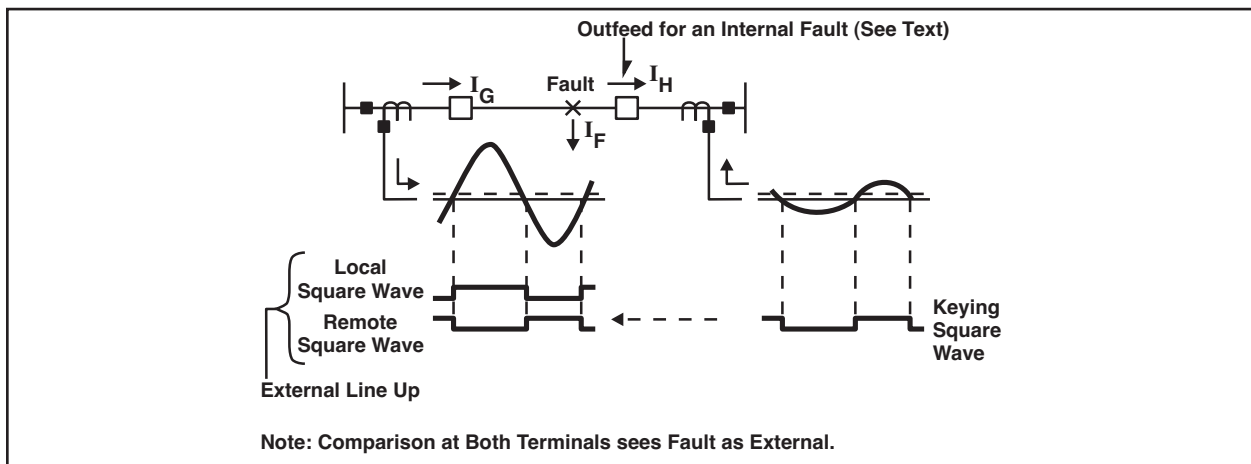 Outfeed for an Internal Fault (See Text)
I_G
Fault
I_H
I_F
Local
Square Wave
Remote
Square Wave
Keying
Square
Wave
External Line Up
Note: Comparison at Both Terminals sees Fault as External.